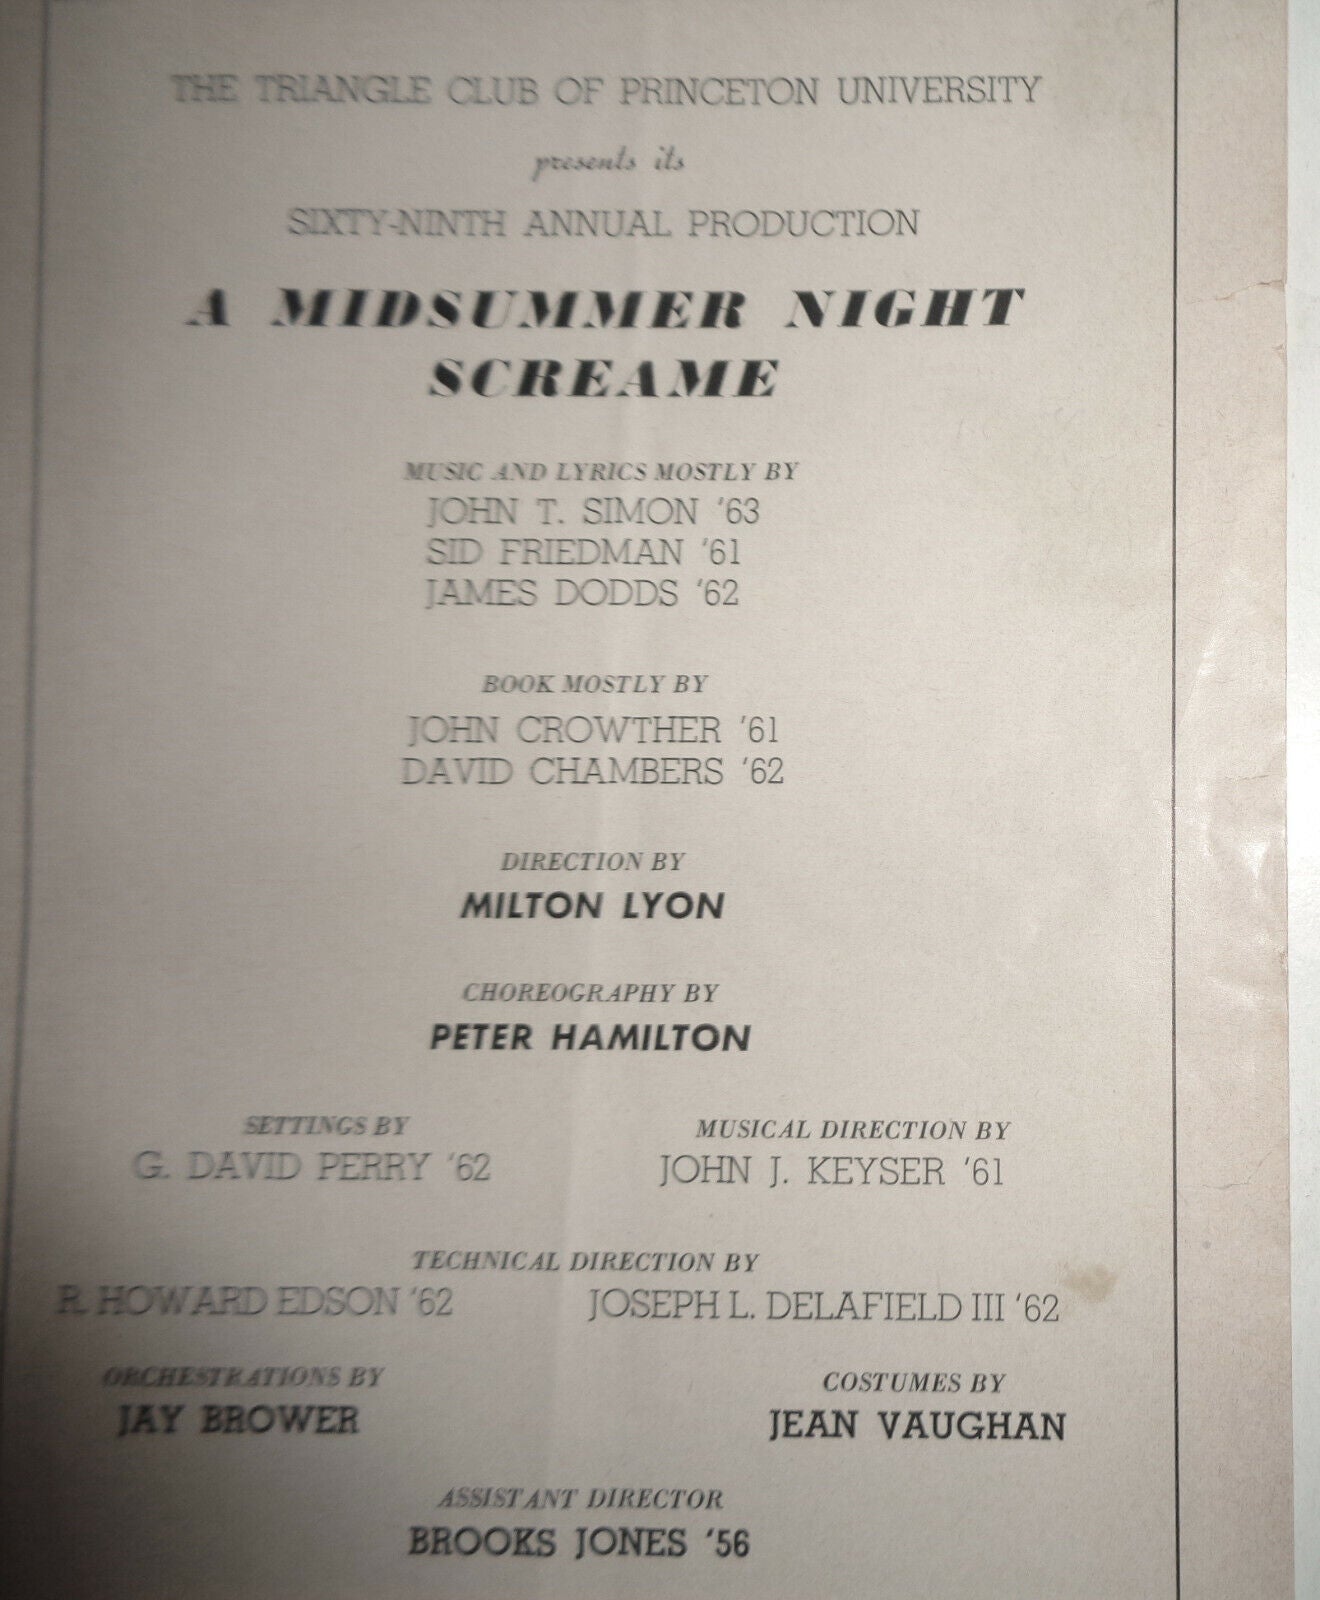 THE TRIANGLE CLUB OF PRINCETON UNIVERSITY
presents its
SIXTY-NINTH ANNUAL PRODUCTION
A MIDSUMMER NIGHT
SCREAME
MUSIC AND LYRICS MOSTLY BY
JOHN T. SIMON '63
SID FRIEDMAN '61
JAMES DODDS '62
BOOK MOSTLY BY
JOHN CROWTHER '61
DAVID CHAMBERS '62
DIRECTION BY
MILTON LYON
CHOREOGRAPHY BY
PETER HAMILTON
SETTINGS BY
G. DAVID PERRY '62
MUSICAL DIRECTION BY
JOHN J. KEYSER '61
TECHNICAL DIRECTION BY
R. HOWARD EDSON '62 JOSEPH L. DELAFIELD III '62
ORCHESTRATIONS BY
JAY BROWER
COSTUMES BY
JEAN VAUGHAN
ASSISTANT DIRECTOR
BROOKS JONES '56